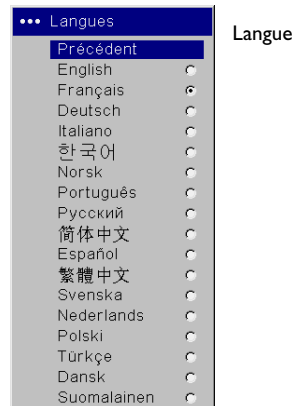 ••• Langues
Langue
Précédent
English
Français
Deutsch
Italiano
한국어
Norsk
Português
Русский
简体中文
Español
繁體中文
Svenska
Nederlands
Polski
Türkçe
Dansk
Suomalainen